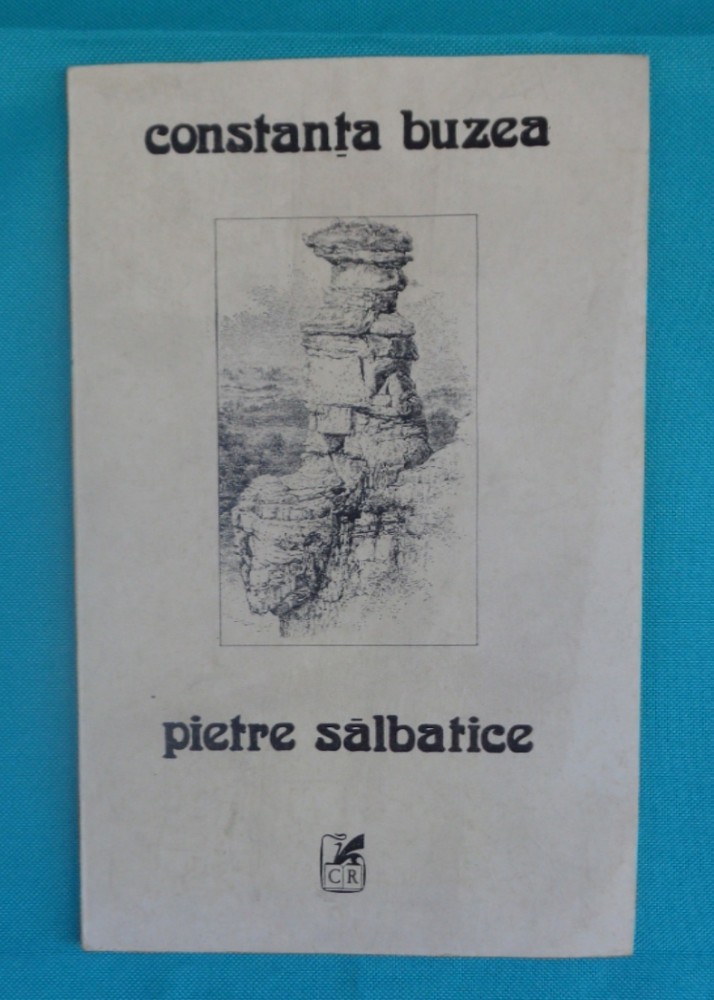 constanța buzea
pietre sălbatice
CR